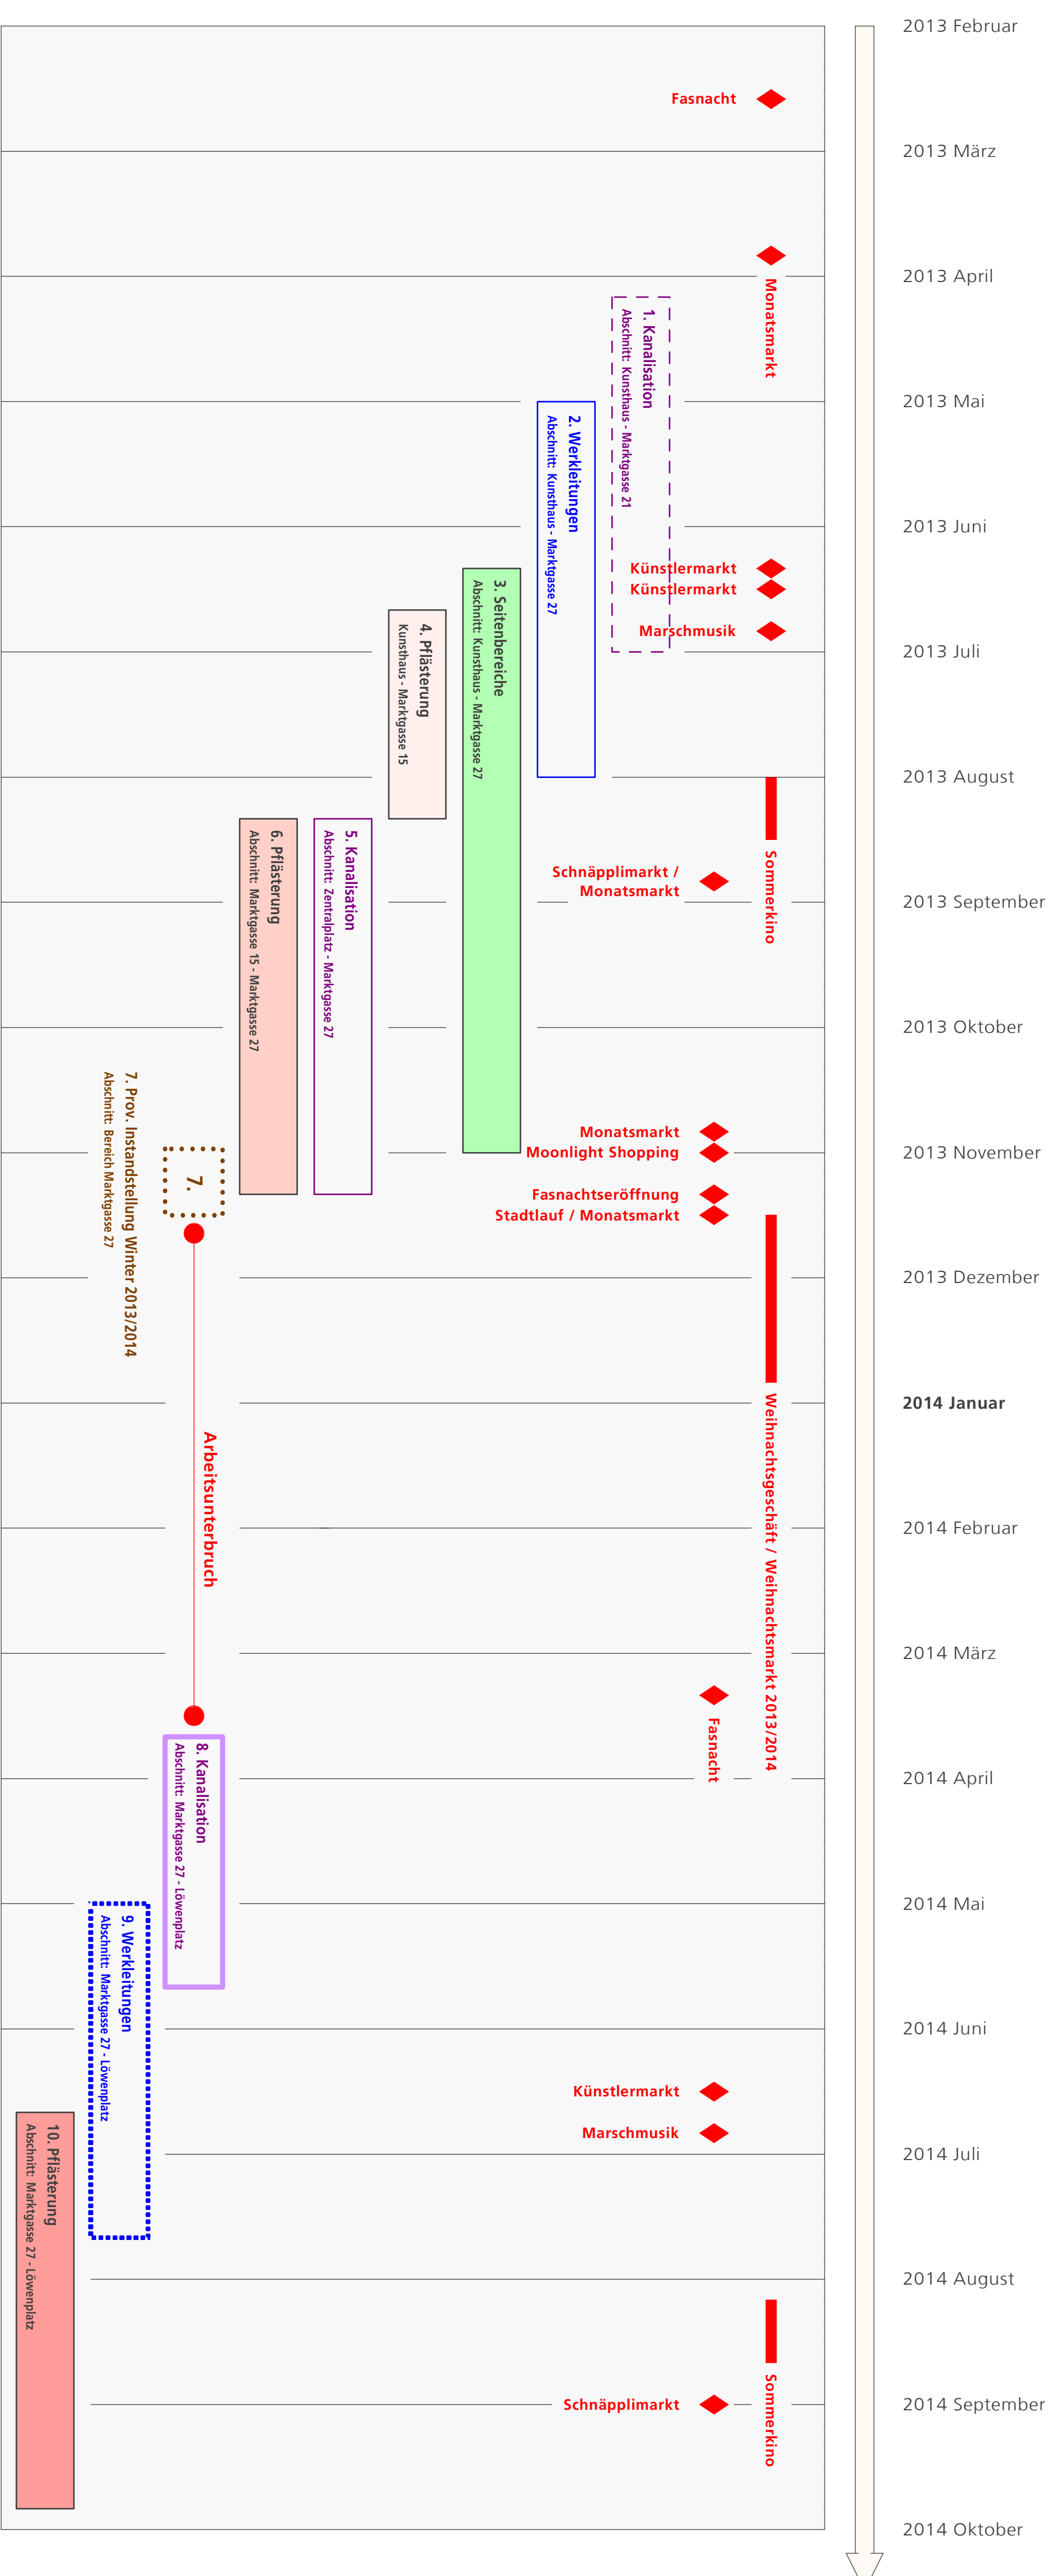 2013 Februar
Fasnacht
2013 März
2013 April
Monatsmarkt
1. Kanalisation
Abschnitt: Kunsthaus - Marktgasse 21
2013 Mai
2. Werkleitungen
Abschnitt: Kunsthaus - Marktgasse 27
2013 Juni
Künstlermarkt
Künstlermarkt
3. Seitenbereiche
Abschnitt: Kunsthaus - Marktgasse 27
4. Pflästerung
Kunsthaus - Marktgasse 15
Marschmusik
2013 Juli
2013 August
Sommerkino
5. Kanalisation
Abschnitt: Zentralplatz - Marktgasse 27
6. Pflästerung
Abschnitt: Marktgasse 15 - Marktgasse 27
Schnäpplimarkt /
Monatsmarkt
2013 September
2013 Oktober
7. Prov. Instandstellung Winter 2013/2014
Abschnitt: Bereich Marktgasse 27
Monatsmarkt
Moonlight Shopping
2013 November
7.
Fasnachtseröffnung
Stadtlauf / Monatsmarkt
2013 Dezember
Weihnachtsgeschäft / Weihnachtsmarkt 2013/2014
2014 Januar
Arbeitsunterbruch
2014 Februar
2014 März
Fasnacht
8. Kanalisation
Abschnitt: Marktgasse 27 - Löwenplatz
2014 April
2014 Mai
9. Werkleitungen
Abschnitt: Marktgasse 27 - Löwenplatz
2014 Juni
Künstlermarkt
10. Pflästerung
Abschnitt: Marktgasse 27 - Löwenplatz
Marschmusik
2014 Juli
2014 August
Sommerkino
Schnäpplimarkt
2014 September
2014 Oktober